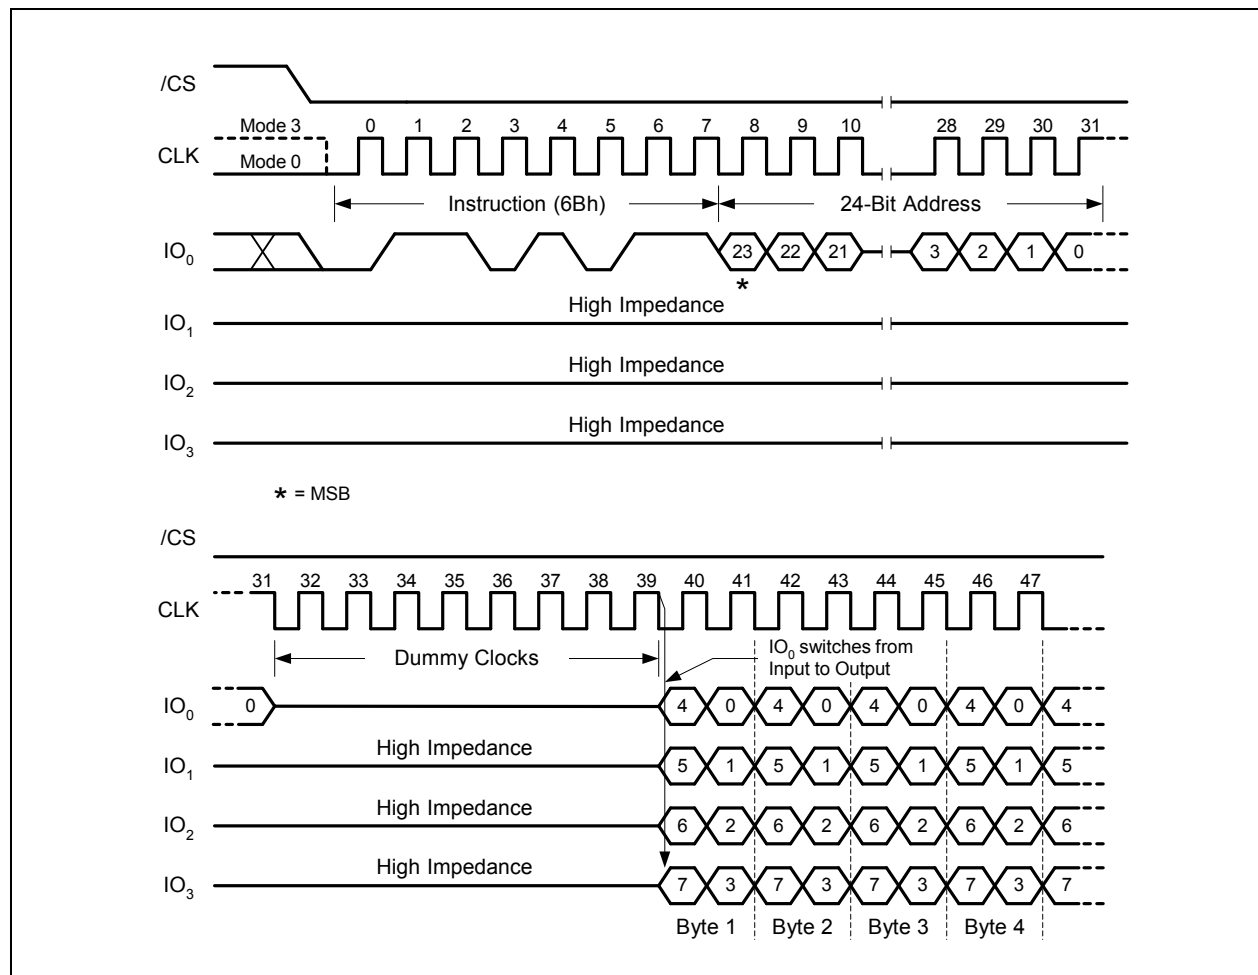 /CS
Mode 3 0 1 2 3 4 5 6 7 8 9 10 28 29 30 31
CLK
Mode 0
Instruction (6Bh) 24-Bit Address
IO0 23 22 21 3 2 1 0
*
High Impedance
IO1
High Impedance
IO2
High Impedance
IO3
* = MSB
/CS
31 32 33 34 35 36 37 38 39 40 41 42 43 44 45 46 47
CLK
Dummy Clocks
IO0 switches from
Input to Output
IO0 0 4 0 4 0 4 0 4 0 4
High Impedance
IO1 5 1 5 1 5 1 5 1 5
High Impedance
IO2 6 2 6 2 6 2 6 2 6
High Impedance
IO3 7 3 7 3 7 3 7 3 7
Byte 1 Byte 2 Byte 3 Byte 4